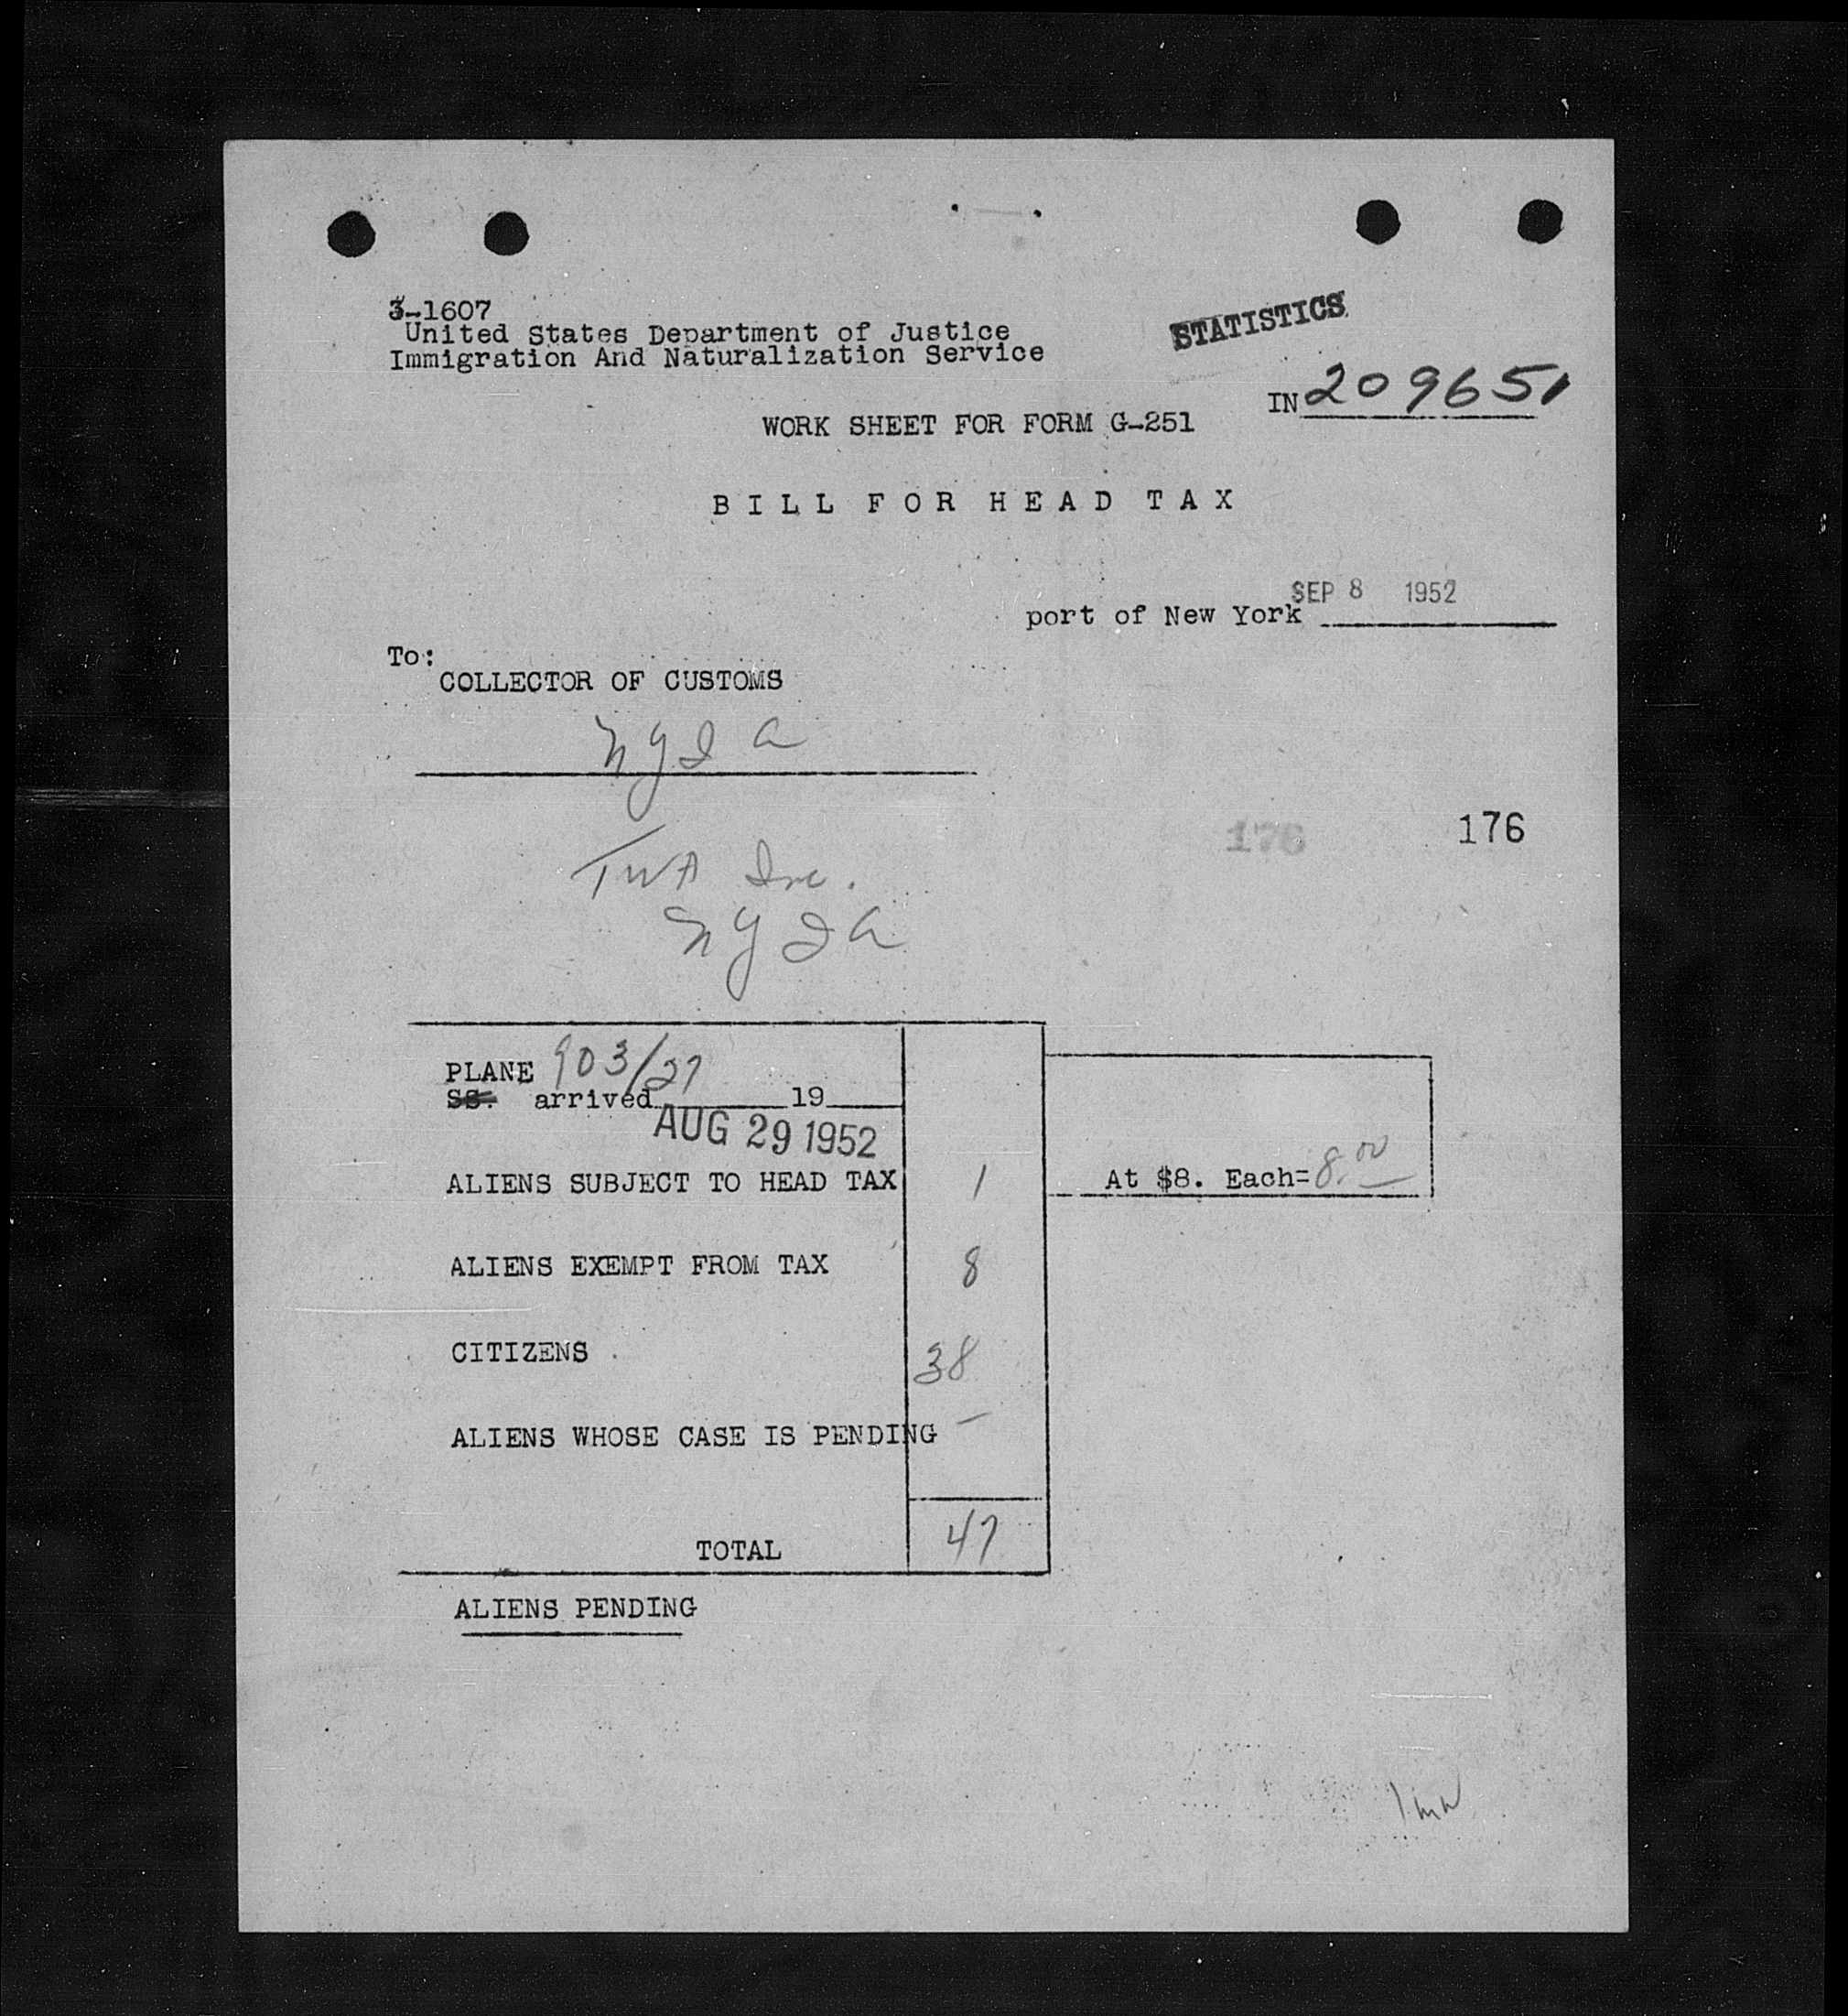 3-1607
United States Department of Justice
Immigration And Naturalization Service
STATISTICS
IN 209651
WORK SHEET FOR FORM G-251
BILL FOR HEAD TAX
SEP 8 1952
port of New York
To:
COLLECTOR OF CUSTOMS
NYIA
176 176
TWA Inc.
NYIA
PLANE 903/27
SS. arrived 19
AUG 29 1952
ALIENS SUBJECT TO HEAD TAX 1 At $8. Each= 8.00
ALIENS EXEMPT FROM TAX 8
CITIZENS 38
ALIENS WHOSE CASE IS PENDING –
TOTAL 47
ALIENS PENDING